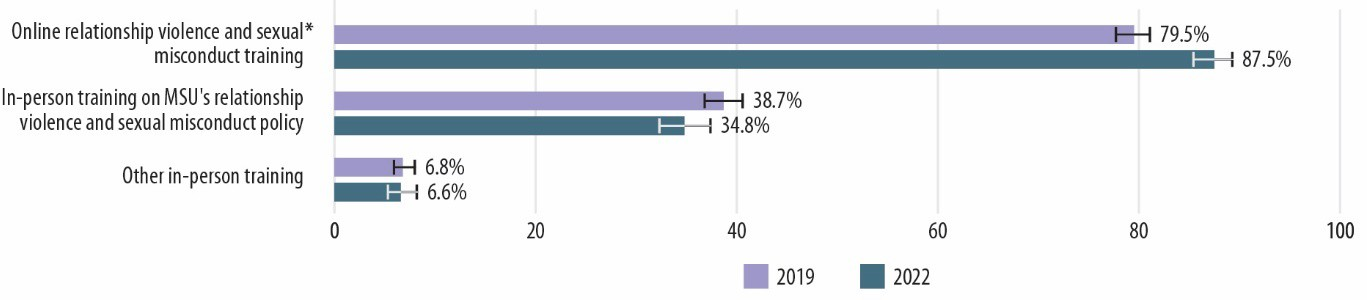 Online relationship violence and sexual*
misconduct training
79.5%
87.5%
In-person training on MSU's relationship
violence and sexual misconduct policy
38.7%
34.8%
Other in-person training
6.8%
6.6%
0 20 40 60 80 100
2019 2022